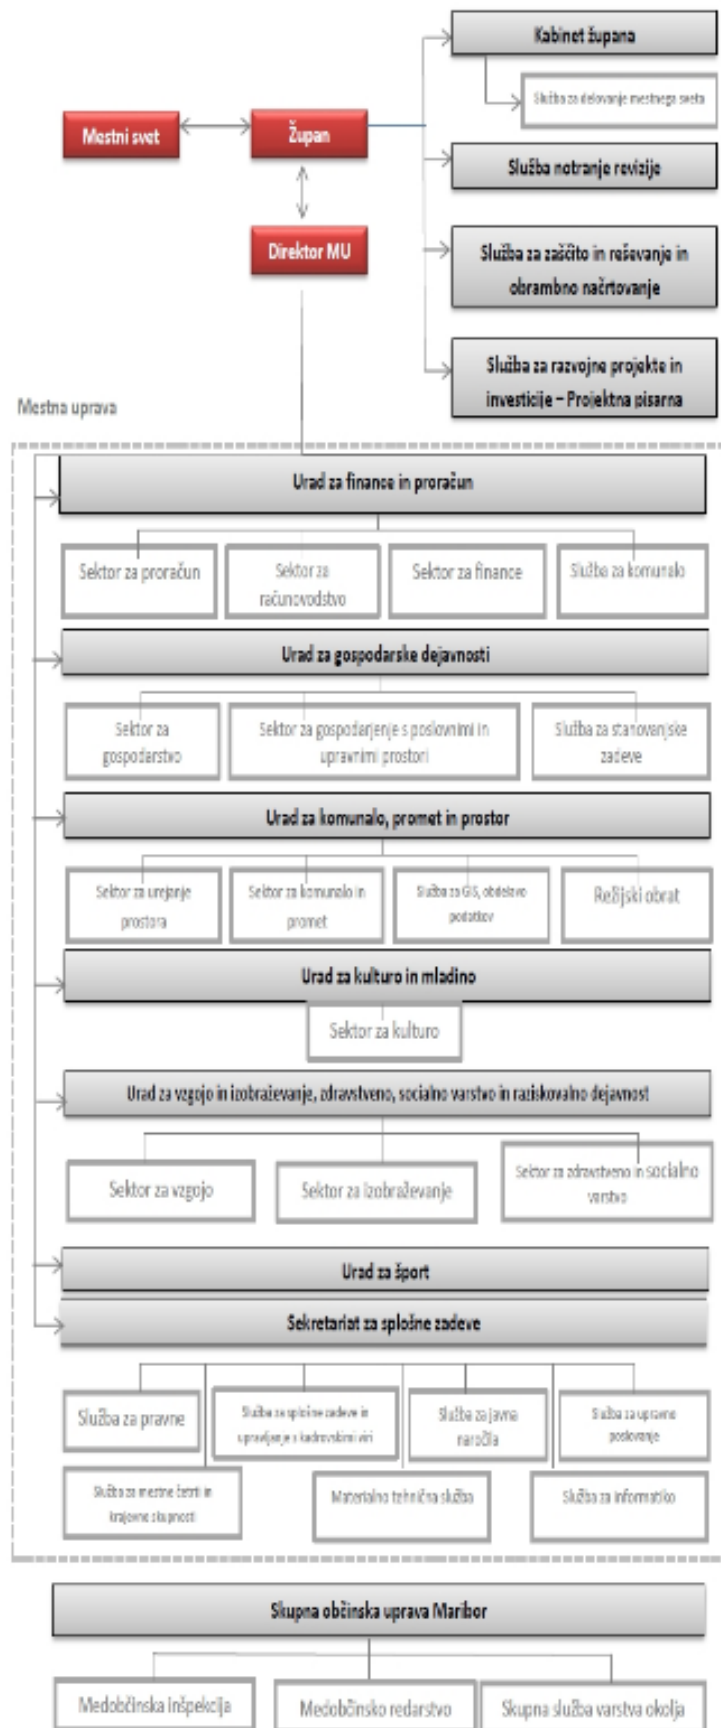 Kabinet župana
Služba za delovanje mestnega sveta
Mestni svet
Župan
Služba notranje revizije
Direktor MU
Služba za zaščito in reševanje in
obrambno načrtovanje
Služba za razvojne projekte in
investicije – Projektna pisarna
Mestna uprava
Urad za finance in proračun
Sektor za proračun
Sektor za
računovodstvo
Sektor za finance
Služba za komunalo
Urad za gospodarske dejavnosti
Sektor za
gospodarstvo
Sektor za gospodarjenje s poslovnimi in
upravnimi prostori
Služba za stanovanjske
zadeve
Urad za komunalo, promet in prostor
Sektor za urejanje
prostora
Sektor za komunalo in
promet
Služba za GIS, obdelavo
podatkov
Režijski obrat
Urad za kulturo in mladino
Sektor za kulturo
Urad za vzgojo in izobraževanje, zdravstveno, socialno varstvo in raziskovalno dejavnost
Sektor za vzgojo
Sektor za izobraževanje
Sektor za zdravstveno in socialno
varstvo
Urad za šport
Sekretariat za splošne zadeve
Služba za pravne
Služba za splošne zadeve in
upravljanje s kadrovskimi viri
Služba za javna
naročila
Služba za upravno
poslovanje
Služba za mestne četrti in
krajevne skupnosti
Materialno tehnična služba
Služba za informatiko
Skupna občinska uprava Maribor
Medobčinska inšpekcija
Medobčinsko redarstvo
Skupna služba varstva okolja